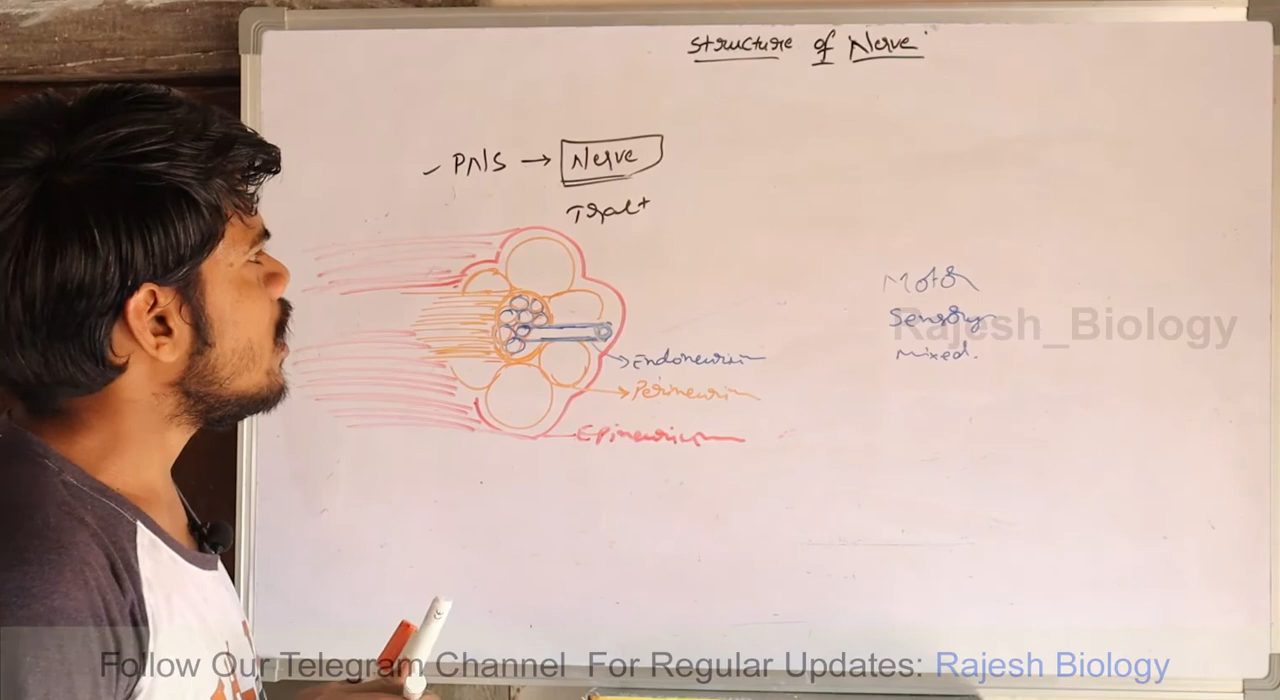 Structure of Nerve
- PNS → Nerve
Tract
Motor
Sensory
Rajesh_Biology
mixed.
Endoneurium
Perineurium
Epineurium
Follow Our Telegram Channel For Regular Updates: Rajesh Biology